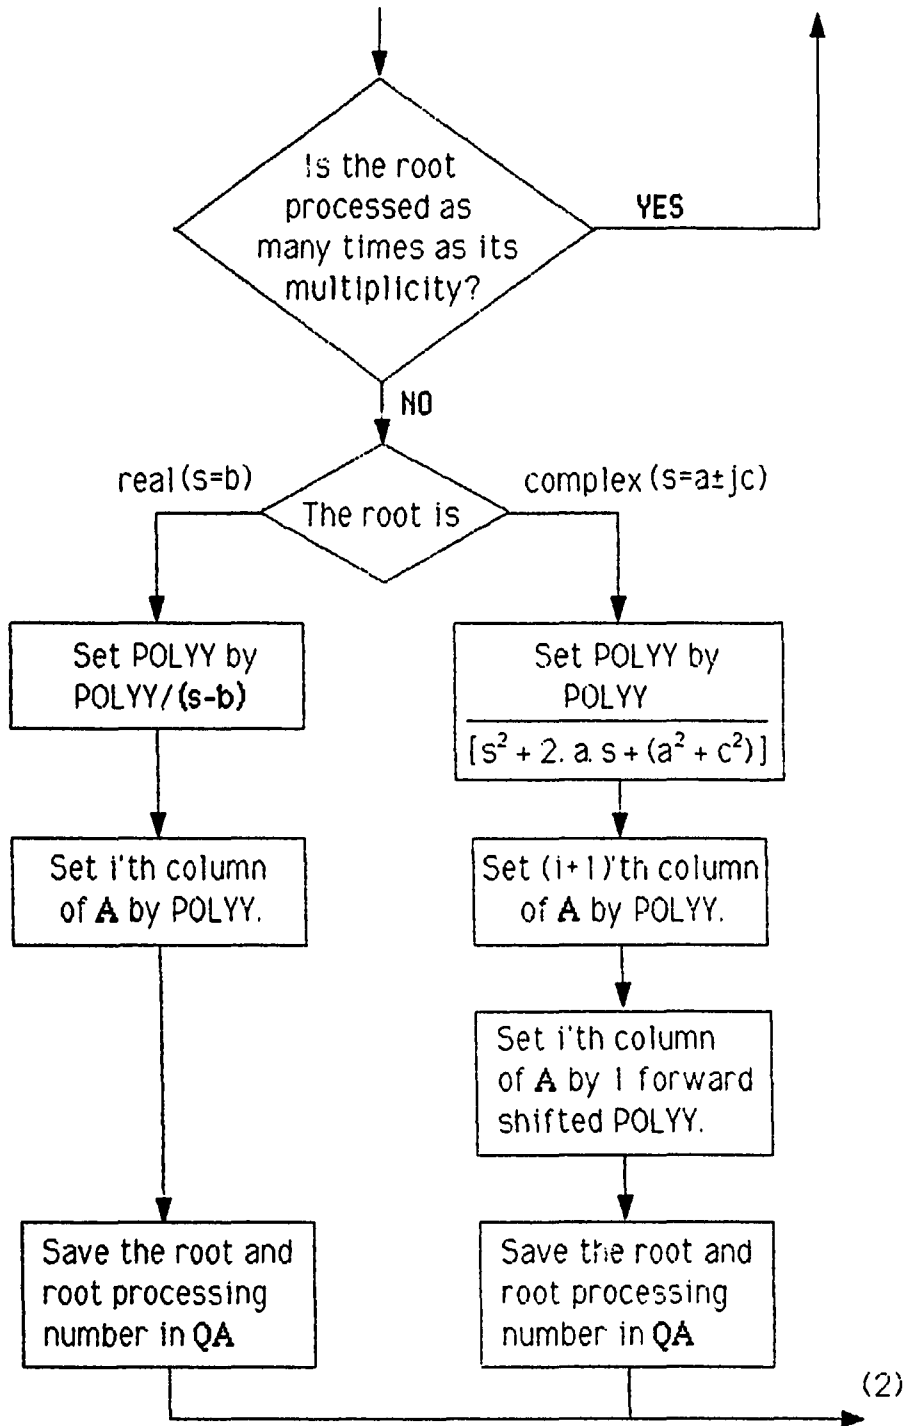 Is the root
processed as
many times as its
multiplicity?
YES
NO
real (s=b)
complex (s=a±jc)
The root is
Set POLYY by
POLYY/(s-b)
Set POLYY by
POLYY
[s² + 2. a. s + (a² + c²)]
Set i'th column
of A by POLYY.
Set (i+1)'th column
of A by POLYY.
Set i'th column
of A by 1 forward
shifted POLYY.
Save the root and
root processing
number in QA
Save the root and
root processing
number in QA
(2)